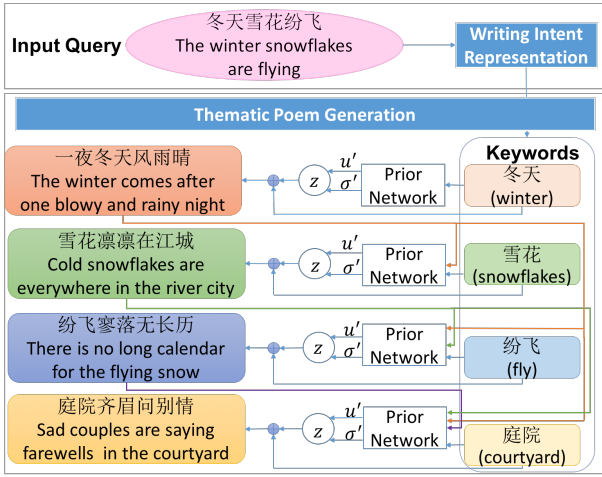 Input Query
冬天雪花纷飞
The winter snowflakes
are flying
Writing Intent
Representation
Thematic Poem Generation
Keywords
一夜冬天风雨晴
The winter comes after
one blowy and rainy night
z
u′
σ′
Prior
Network
冬天
(winter)
雪花凛凛在江城
Cold snowflakes are
everywhere in the river city
z
u′
σ′
Prior
Network
雪花
(snowflakes)
纷飞寥落无长历
There is no long calendar
for the flying snow
z
u′
σ′
Prior
Network
纷飞
(fly)
庭院齐眉问别情
Sad couples are saying
farewells in the courtyard
z
u′
σ′
Prior
Network
庭院
(courtyard)